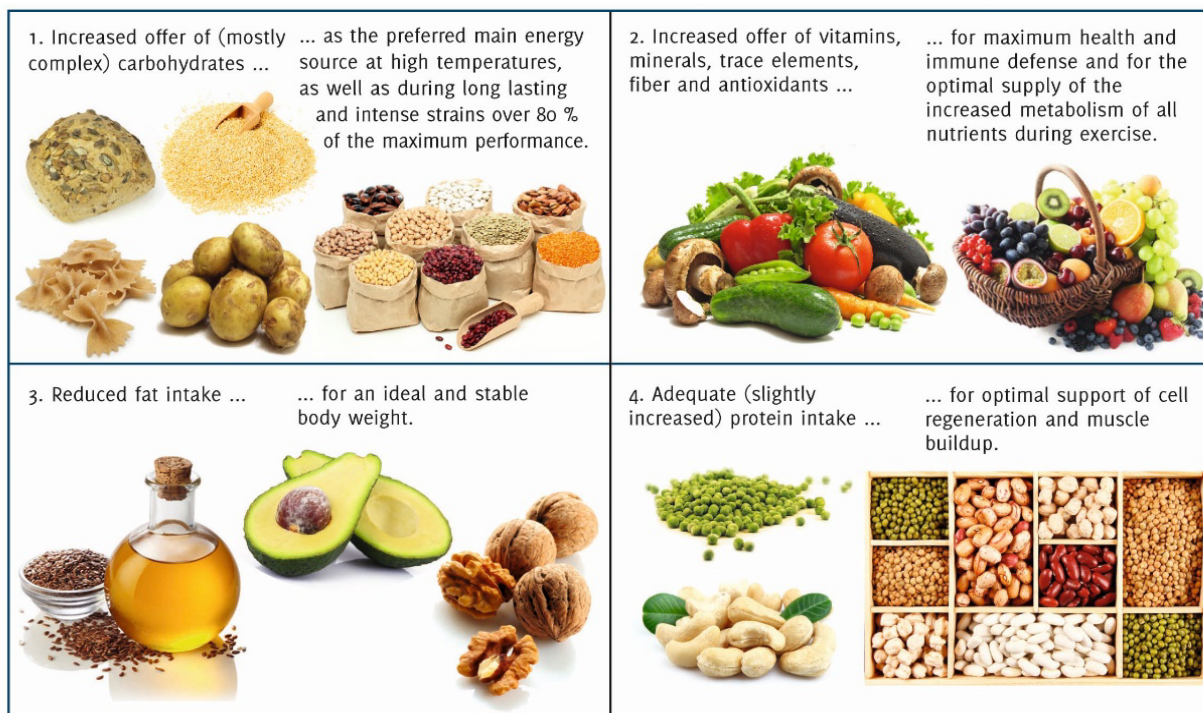 1. Increased offer of (mostly
complex) carbohydrates ...
... as the preferred main energy
source at high temperatures,
as well as during long lasting
and intense strains over 80 %
of the maximum performance.
2. Increased offer of vitamins,
minerals, trace elements,
fiber and antioxidants ...
... for maximum health and
immune defense and for the
optimal supply of the
increased metabolism of all
nutrients during exercise.
3. Reduced fat intake ...
... for an ideal and stable
body weight.
4. Adequate (slightly
increased) protein intake ...
... for optimal support of cell
regeneration and muscle
buildup.